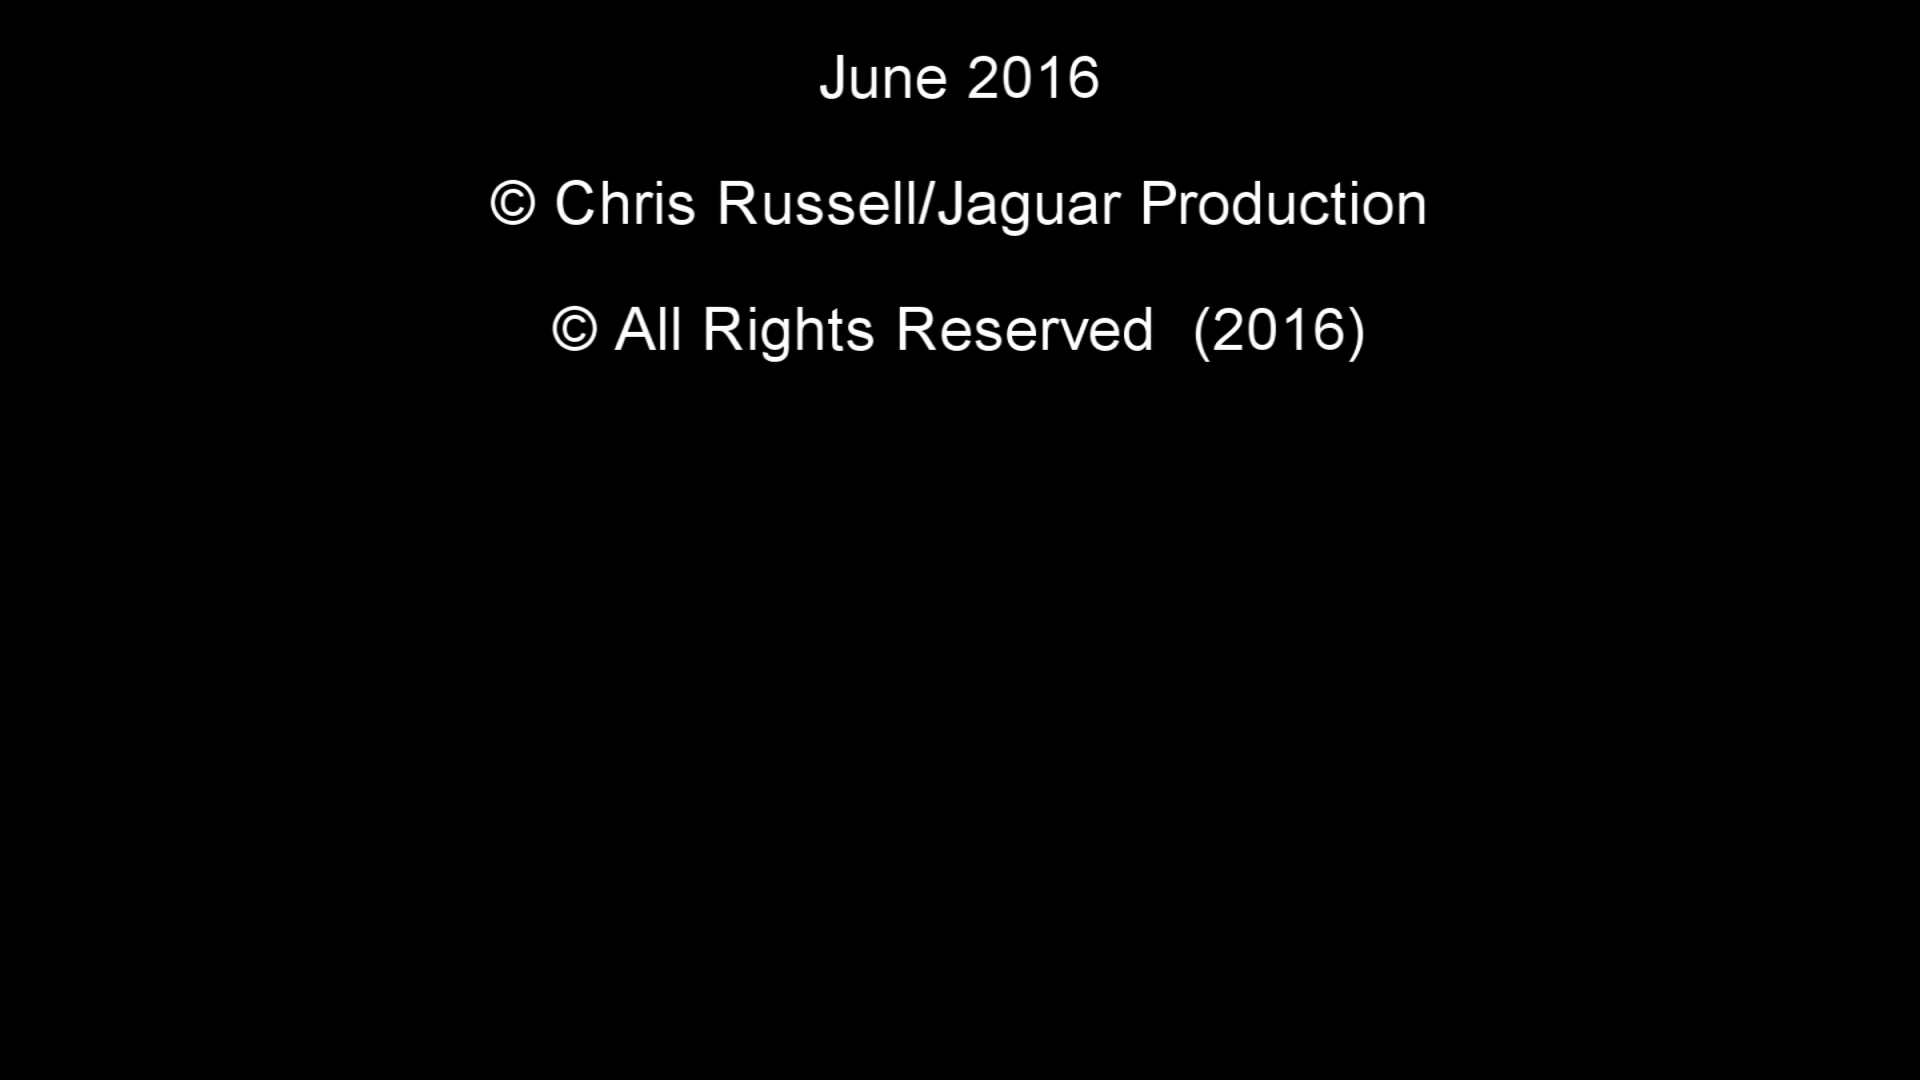 June 2016
© Chris Russell/Jaguar Production
© All Rights Reserved  (2016)